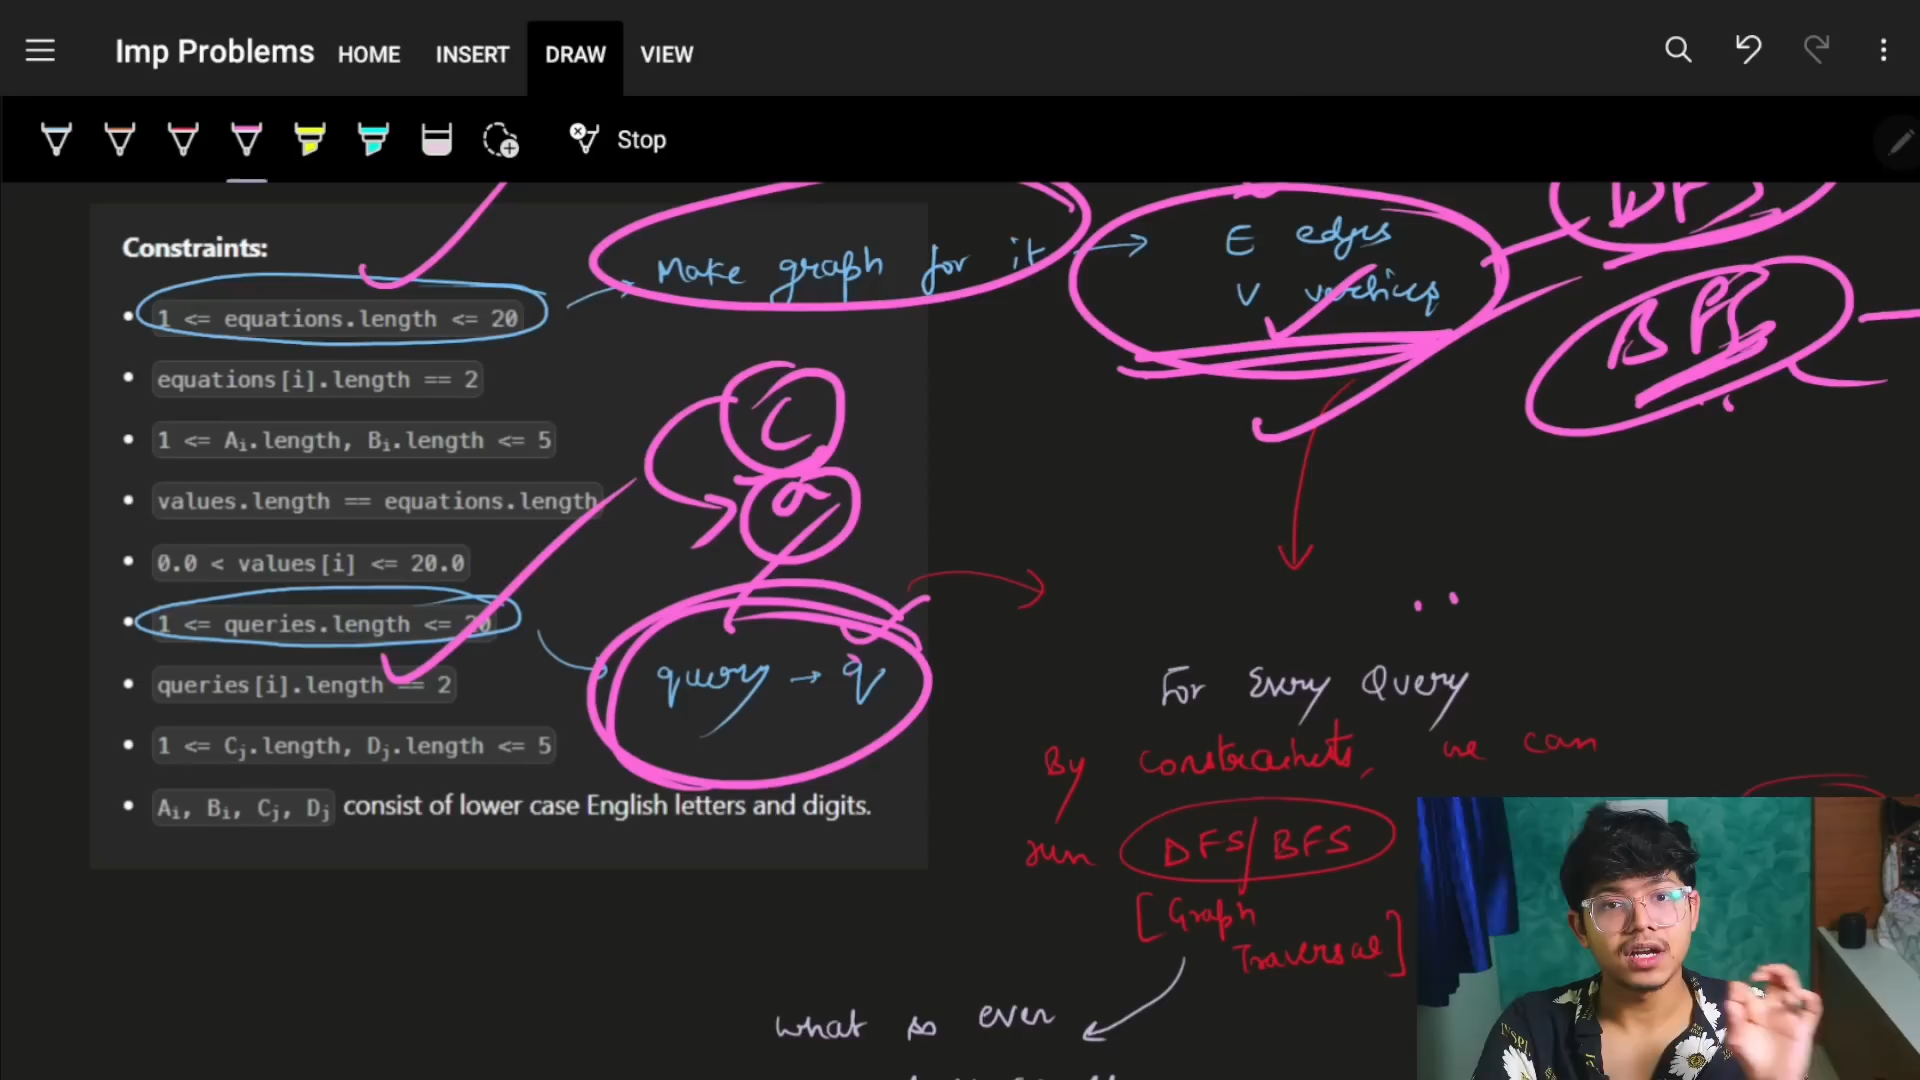 Imp Problems HOME INSERT DRAW VIEW
Stop
DFS
Make graph for it → E edges
V vertices
BFS
Constraints:
1 <= equations.length <= 20
equations[i].length == 2
C
1 <= Ai.length, Bi.length <= 5
values.length == equations.length
a
0.0 < values[i] <= 20.0
1 <= queries.length <= 20
queries[i].length == 2
query → q
For Every Query
1 <= Cj.length, Dj.length <= 5
By constraints, we can
Ai, Bi, Cj, Dj consist of lower case English letters and digits.
run DFS/BFS
[Graph
Traversal]
what so ever